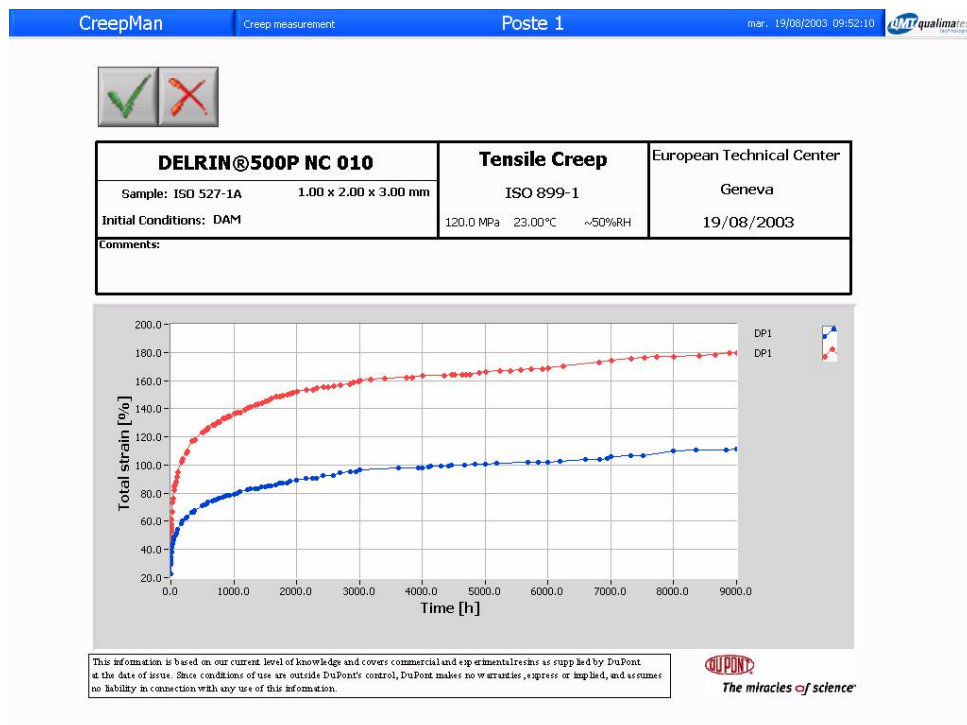 CreepMan
Creep measurement
Poste 1
mar. 19/08/2003 09:52:10
QMT qualimatest
technologies
DELRIN®500P NC 010
Sample: ISO 527-1A
1.00 x 2.00 x 3.00 mm
Initial Conditions: DAM
Tensile Creep
ISO 899-1
120.0 MPa 23.00°C ~50%RH
European Technical Center
Geneva
19/08/2003
Comments:
200.0
180.0
160.0
140.0
120.0
100.0
80.0
60.0
40.0
20.0
Total strain [%]
0.0 1000.0 2000.0 3000.0 4000.0 5000.0 6000.0 7000.0 8000.0 9000.0
Time [h]
DP1
DP1
This information is based on our current level of knowledge and covers commercial and experimental resins as supplied by DuPont
at the date of issue. Since conditions of use are outside DuPont's control, DuPont makes no warranties, express or implied, and assumes
no liability in connection with any use of this information.
DUPONT
The miracles of science